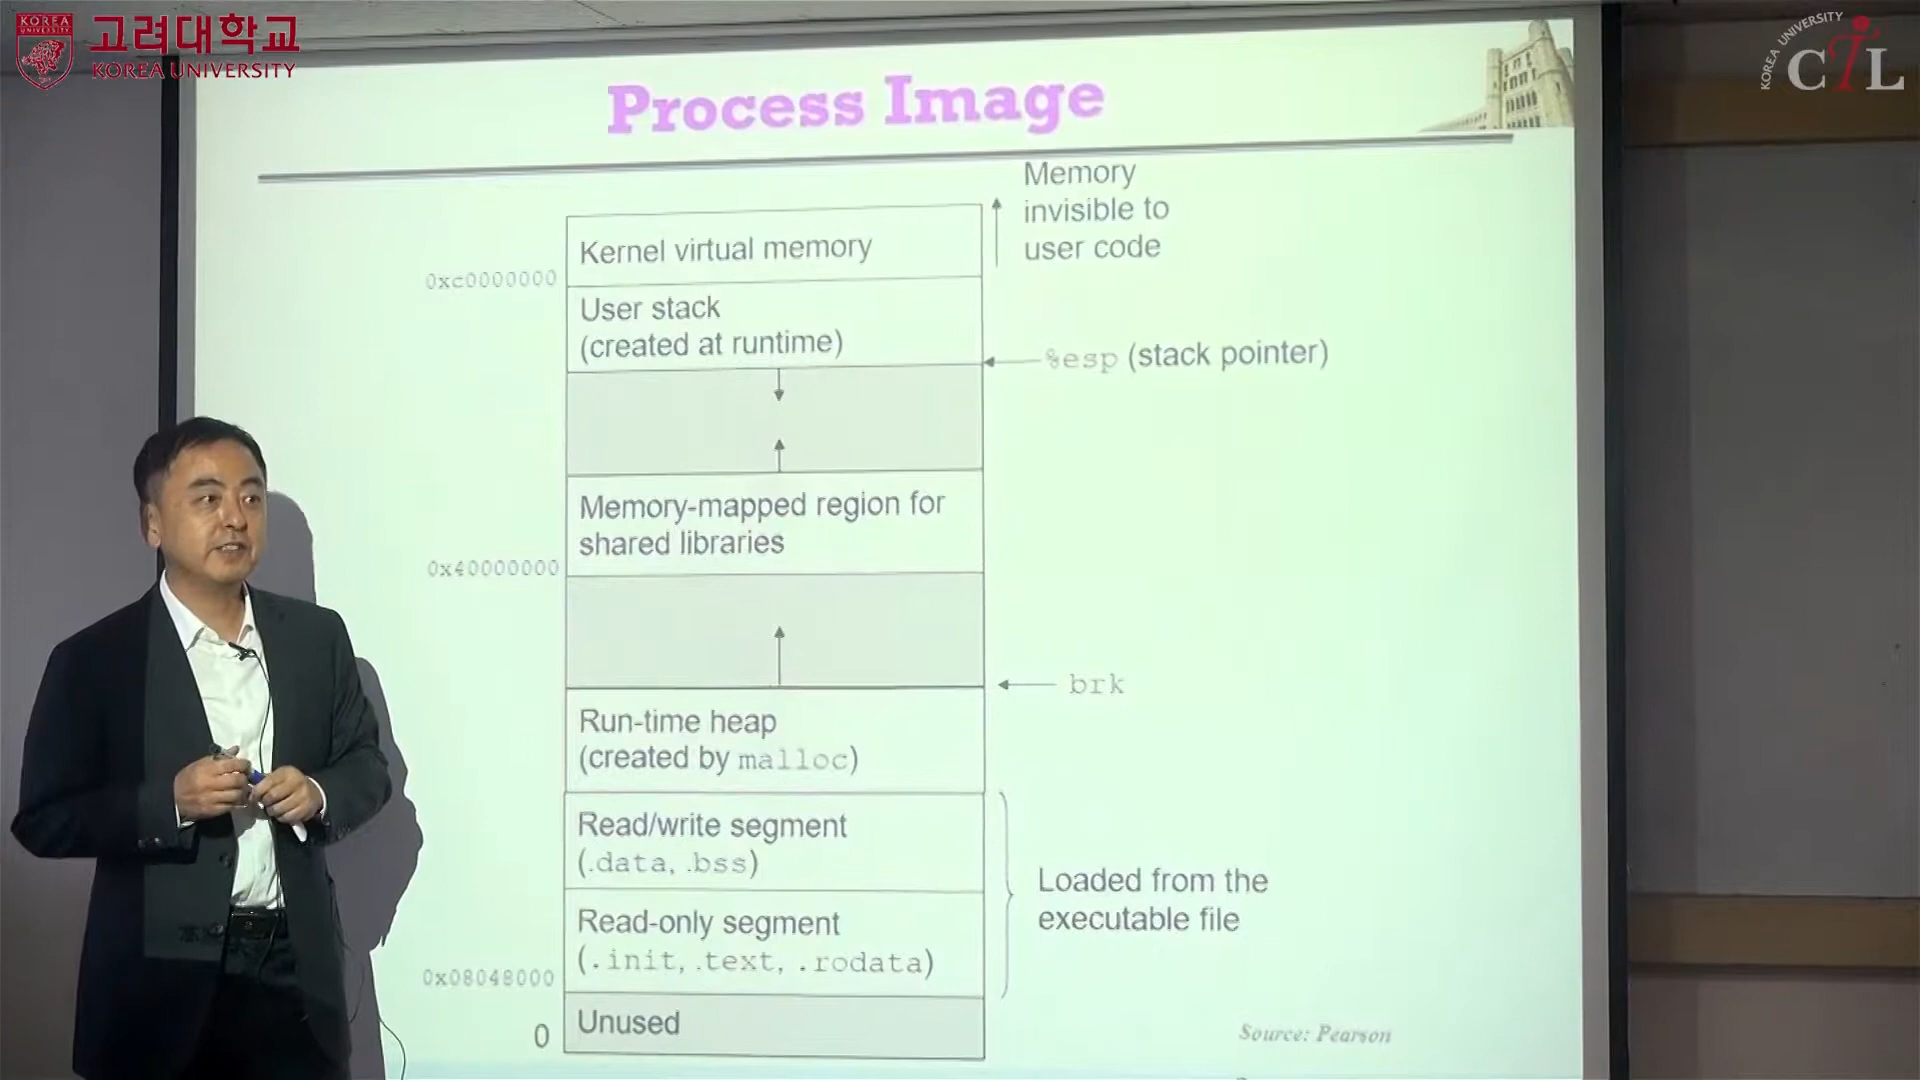 KOREA
UNIVERSITY
고려대학교
KOREA UNIVERSITY
KOREA UNIVERSITY
CTL
Process Image
Memory
invisible to
user code
Kernel virtual memory
0xc0000000
User stack
(created at runtime)
%esp (stack pointer)
Memory-mapped region for
shared libraries
0x40000000
brk
Run-time heap
(created by malloc)
Read/write segment
(.data, .bss)
Loaded from the
executable file
Read-only segment
(.init, .text, .rodata)
0x08048000
Unused
0
Source: Pearson